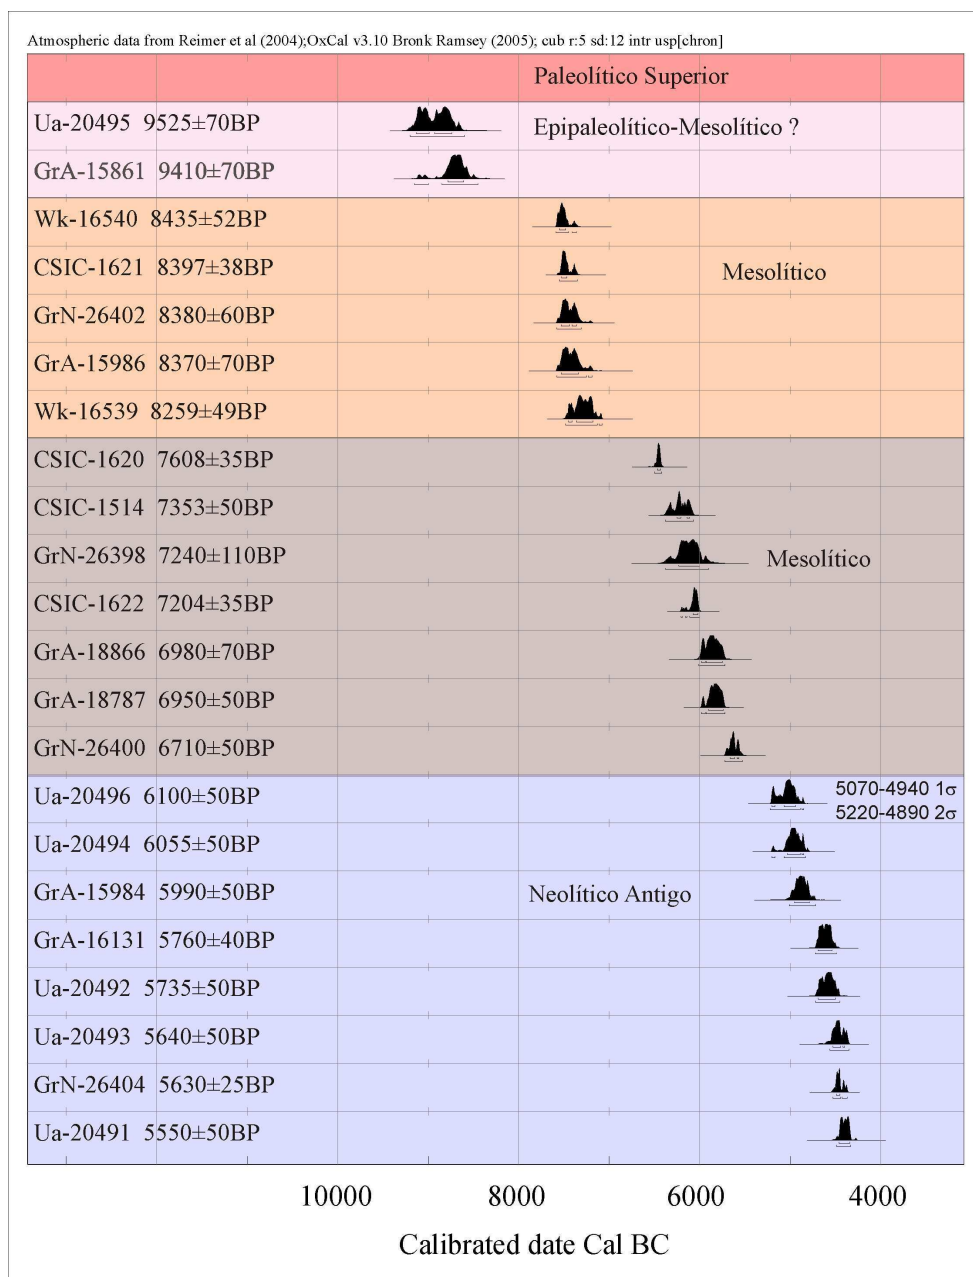 Atmospheric data from Reimer et al (2004);OxCal v3.10 Bronk Ramsey (2005); cub r:5 sd:12 intr usp[chron]
Paleolítico Superior
Ua-20495 9525±70BP
Epipaleolítico-Mesolítico ?
GrA-15861 9410±70BP
Wk-16540 8435±52BP
CSIC-1621 8397±38BP
Mesolítico
GrN-26402 8380±60BP
GrA-15986 8370±70BP
Wk-16539 8259±49BP
CSIC-1620 7608±35BP
CSIC-1514 7353±50BP
GrN-26398 7240±110BP
Mesolítico
CSIC-1622 7204±35BP
GrA-18866 6980±70BP
GrA-18787 6950±50BP
GrN-26400 6710±50BP
Ua-20496 6100±50BP
5070-4940 1σ
5220-4890 2σ
Ua-20494 6055±50BP
GrA-15984 5990±50BP
Neolítico Antigo
GrA-16131 5760±40BP
Ua-20492 5735±50BP
Ua-20493 5640±50BP
GrN-26404 5630±25BP
Ua-20491 5550±50BP
10000 8000 6000 4000
Calibrated date Cal BC